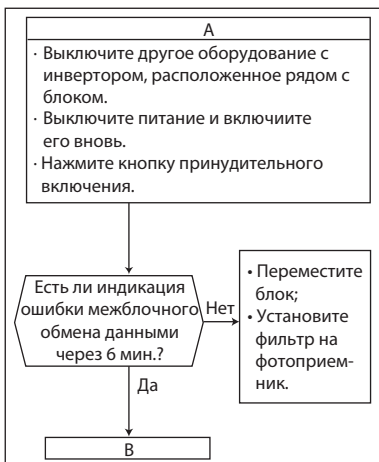 A
· Выключите другое оборудование с
инвертором, расположенное рядом с
блоком.
· Выключите питание и включиите
его вновь.
· Нажмите кнопку принудительного
включения.
Есть ли индикация
ошибки межблочного
обмена данными
через 6 мин.?
Нет
• Переместите
блок;
• Установите
фильтр на
фотоприем-
ник.
Да
B